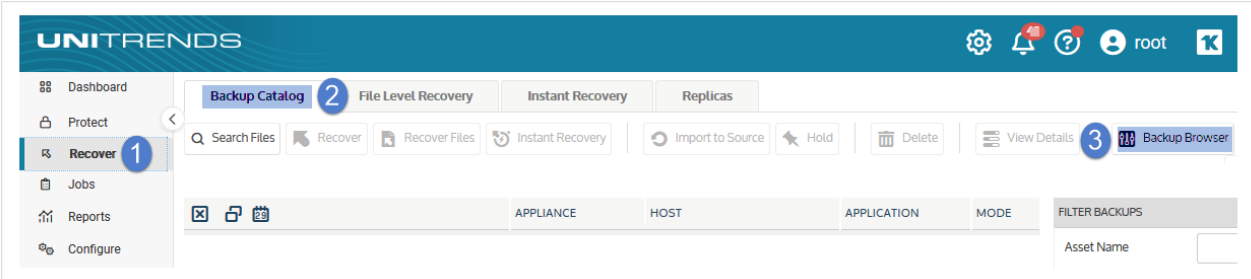 UNITRENDS 40 ? root K
Dashboard
Backup Catalog 2 File Level Recovery Instant Recovery Replicas
Protect
Search Files Recover Recover Files Instant Recovery Import to Source Hold Delete View Details 3 Backup Browser
Recover 1
Jobs
29 APPLIANCE HOST APPLICATION MODE FILTER BACKUPS
Reports
Configure
Asset Name